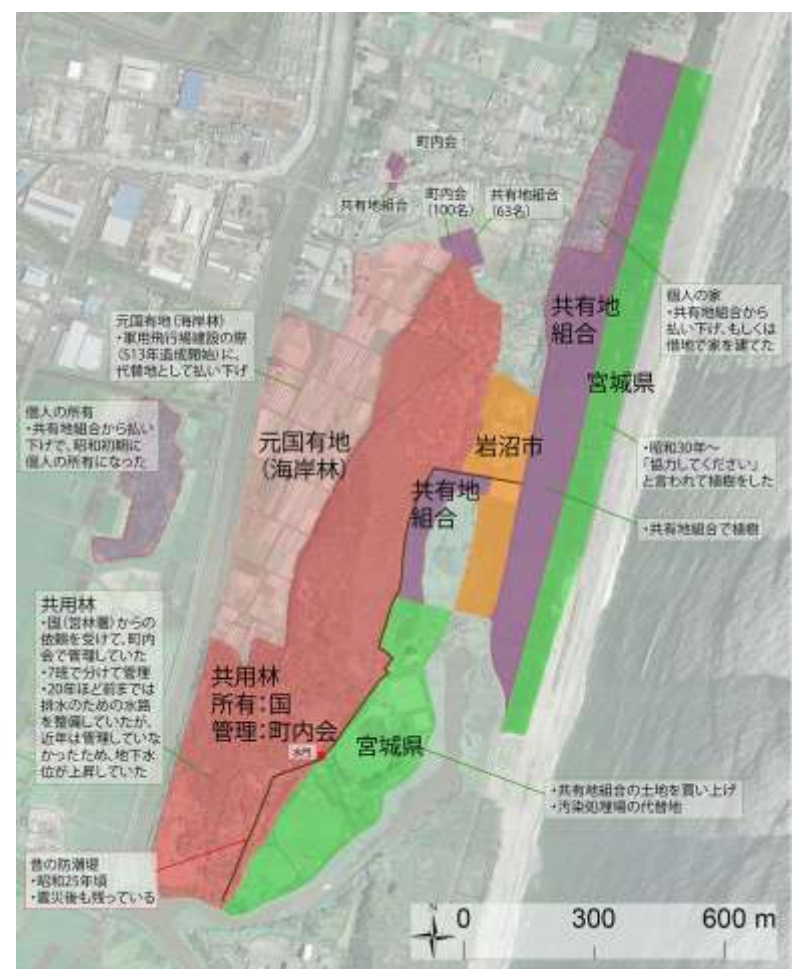 町内会
共有地組合
町内会
(100名)
共有地組合
(63名)
元国有地(海岸林)
・軍用飛行場建設の際
(S13年造成開始)に、
代替地として払い下げ
個人の家
・共有地組合から
払い下げ、もしくは
借地で家を建てた
共有地
組合
宮城県
個人の所有
・共有地組合から払い
下げで、昭和初期に
個人の所有になった
元国有地
(海岸林)
岩沼市
・昭和30年~
「協力してください」
と言われて植樹をした
共有地
組合
・共有地組合で植樹
共用林
・国(営林署)からの
依頼を受けて、町内
会で管理していた
・7班で分けて管理
・20年ほど前までは
排水のための水路
を整備していたが、
近年は管理していな
かったため、地下水
位が上昇していた
共用林
所有:国
管理:町内会
水門
宮城県
・共有地組合の土地を買い上げ
・汚染処理場の代替地
昔の防潮堤
・昭和25年頃
・震災後も残っている
N
0 300 600 m